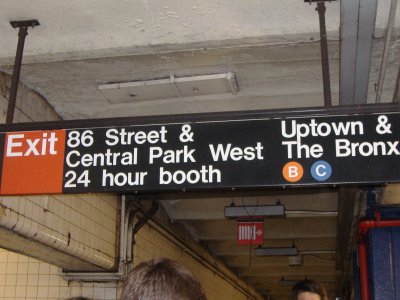 Exit
86 Street &
Central Park West
24 hour booth
Uptown &
The Bronx
B C